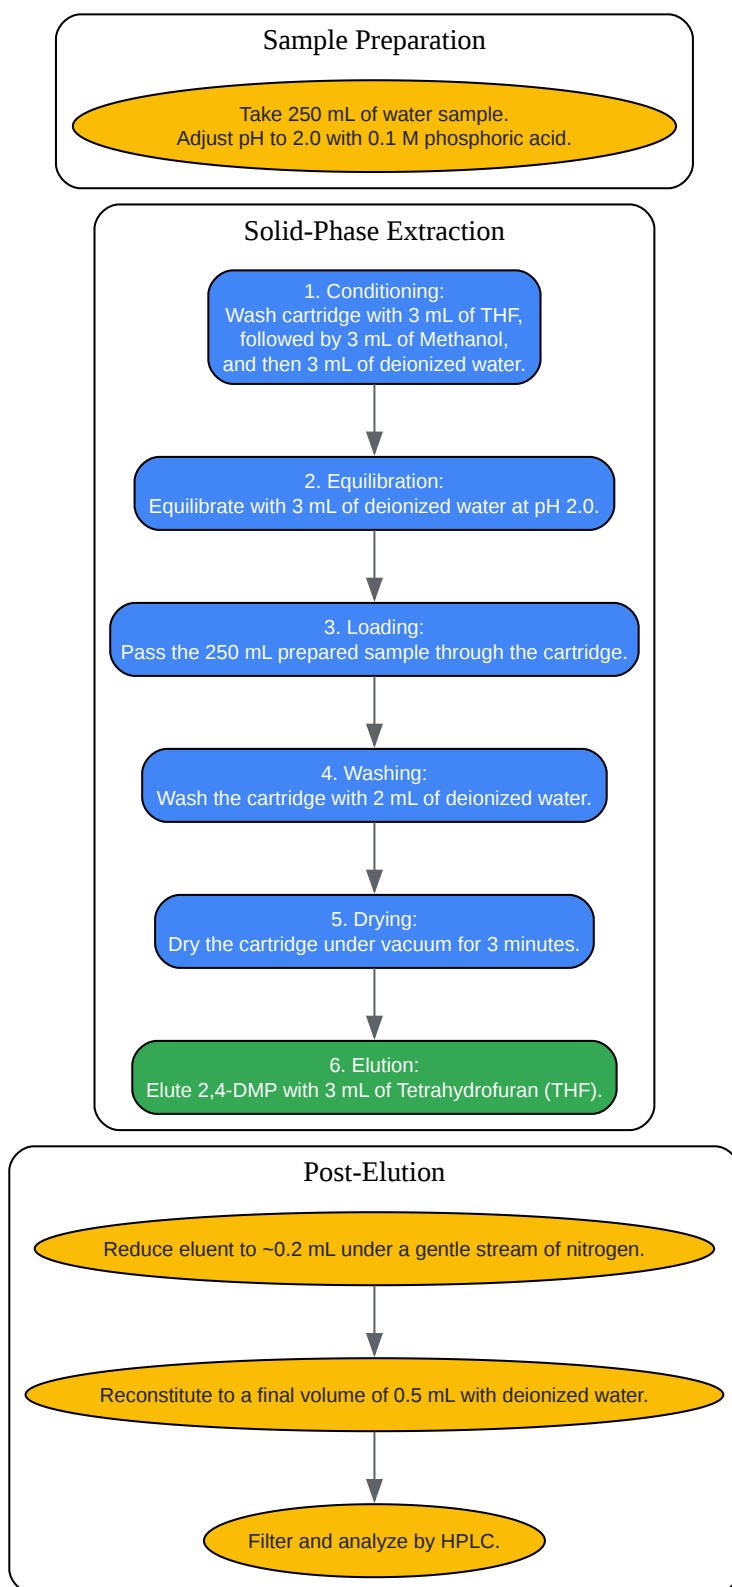 Sample Preparation
Take 250 mL of water sample.
Adjust pH to 2.0 with 0.1 M phosphoric acid.
Solid-Phase Extraction
1. Conditioning:
Wash cartridge with 3 mL of THF,
followed by 3 mL of Methanol,
and then 3 mL of deionized water.
2. Equilibration:
Equilibrate with 3 mL of deionized water at pH 2.0.
3. Loading:
Pass the 250 mL prepared sample through the cartridge.
4. Washing:
Wash the cartridge with 2 mL of deionized water.
5. Drying:
Dry the cartridge under vacuum for 3 minutes.
6. Elution:
Elute 2,4-DMP with 3 mL of Tetrahydrofuran (THF).
Post-Elution
Reduce eluent to ~0.2 mL under a gentle stream of nitrogen.
Reconstitute to a final volume of 0.5 mL with deionized water.
Filter and analyze by HPLC.